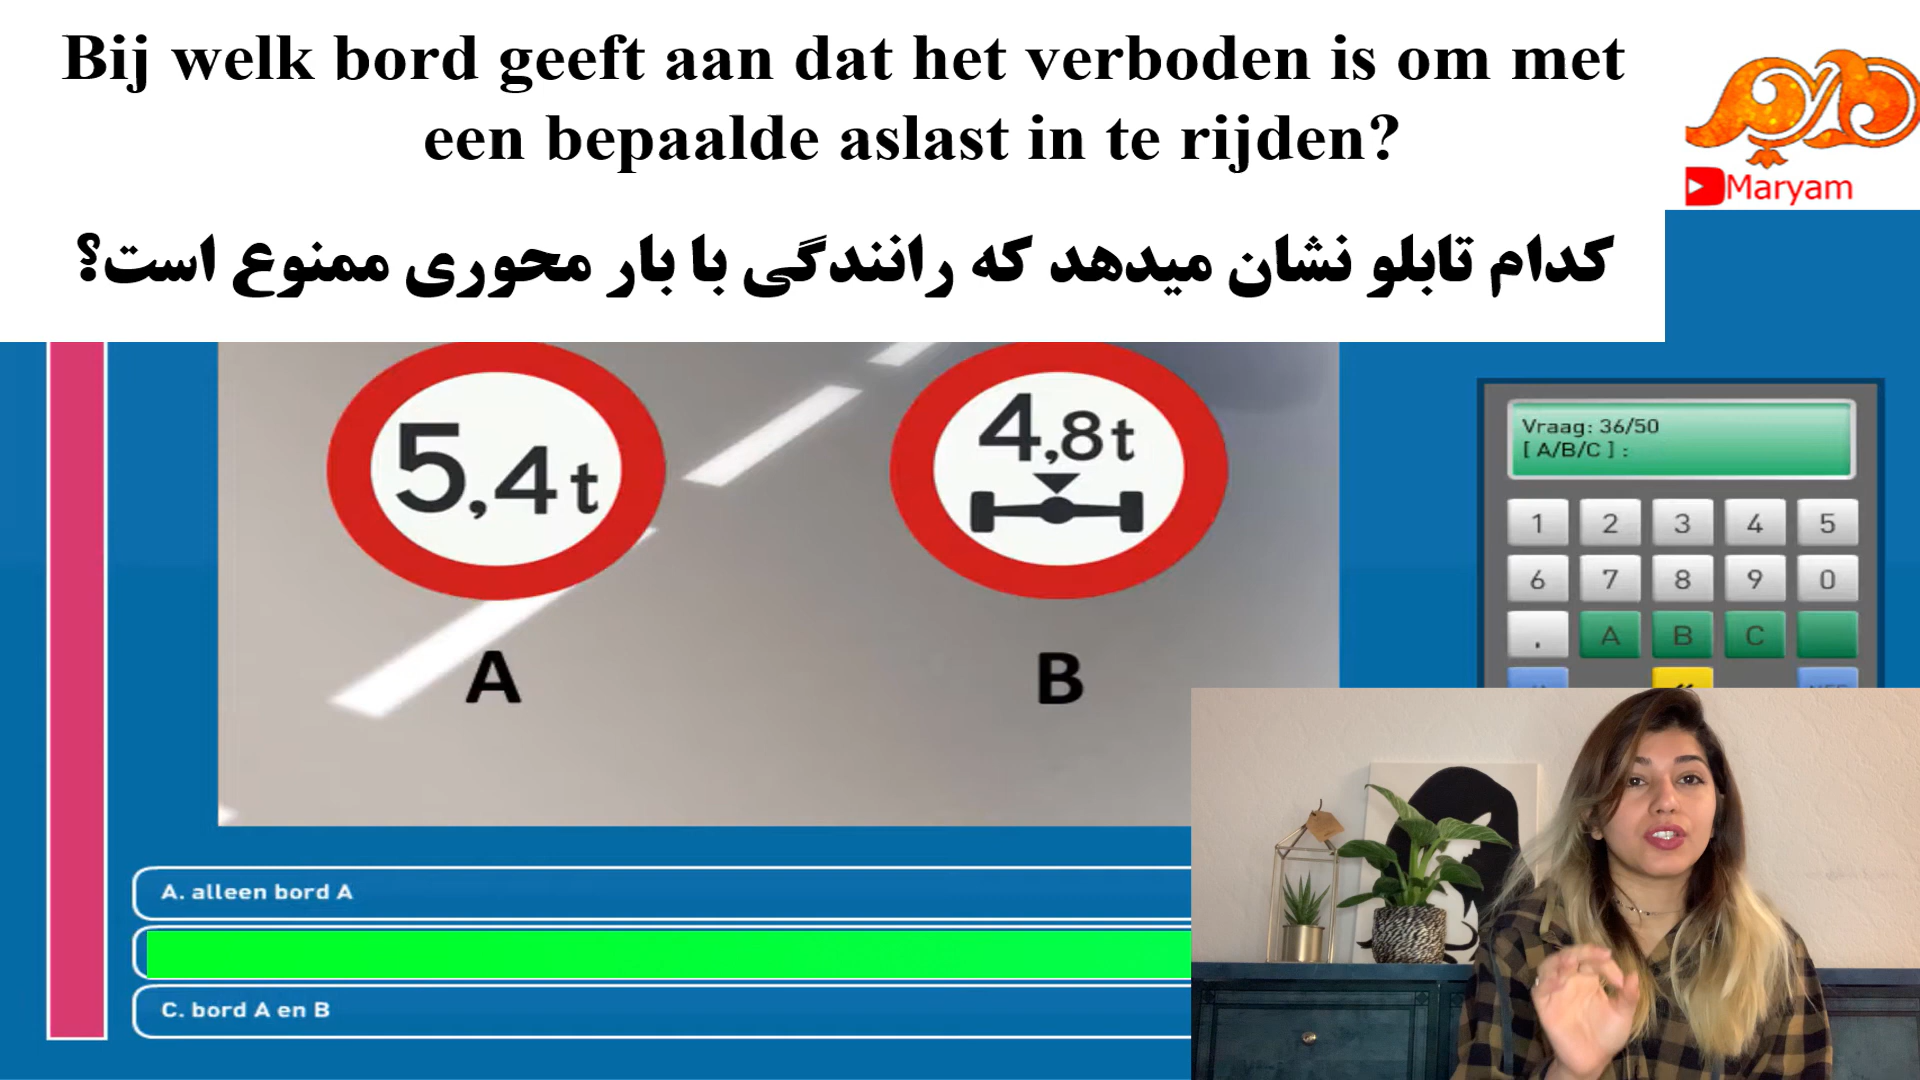 Bij welk bord geeft aan dat het verboden is om met
een bepaalde aslast in te rijden?
Maryam
کدام تابلو نشان میدهد که رانندگی با بار محوری ممنوع است؟
5,4t
4,8t
A
B
Vraag: 36/50
[ A/B/C ] :
1 2 3 4 5
6 7 8 9 0
. A B C
A. alleen bord A
C. bord A en B